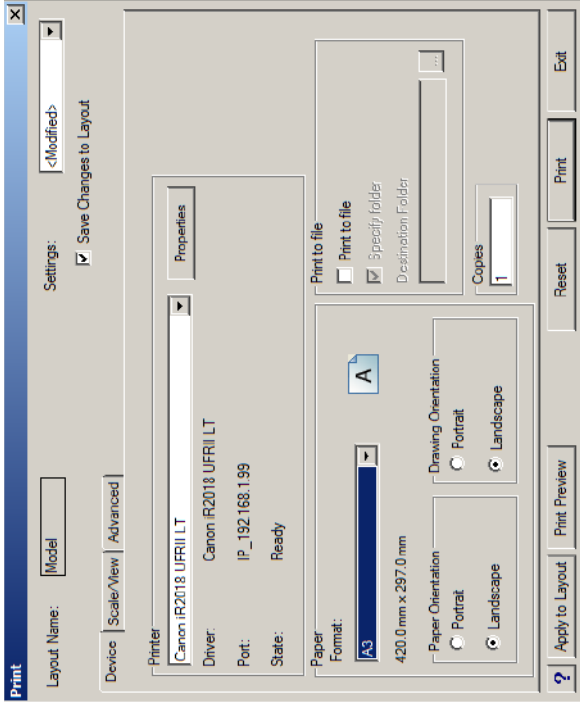 Print
Layout Name: Model Settings: <Modified>
Save Changes to Layout
Device Scale/View Advanced
Printer
Canon iR2018 UFRII LT Properties
Driver: Canon iR2018 UFRII LT
Port: IP_192.168.1.99
State: Ready
Paper
Format:
A3
A
420.0 mm x 297.0 mm
Paper Orientation
Portrait
Landscape
Drawing Orientation
Portrait
Landscape
Print to file
Print to file
Specify folder
Destination Folder
...
Copies
1
? Apply to Layout Print Preview Reset Print Exit